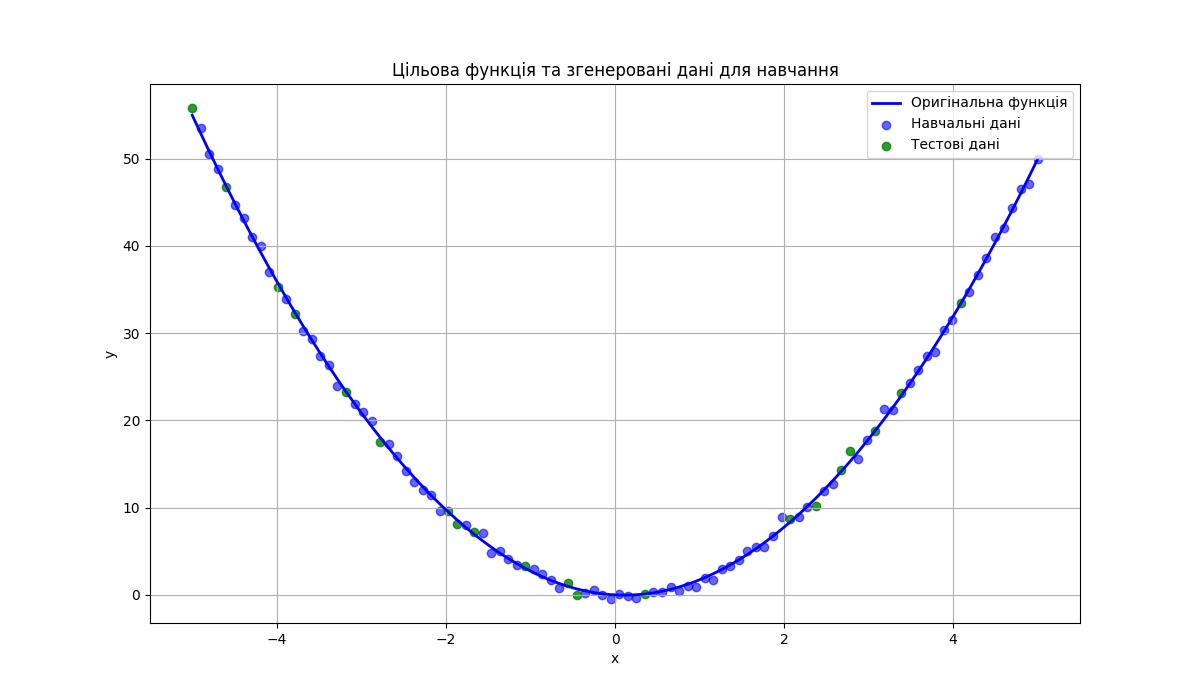 Цільова функція та згенеровані дані для навчання
Оригінальна функція
Навчальні дані
Тестові дані
50
40
30
20
10
0
y
−4
−2
0
2
4
x